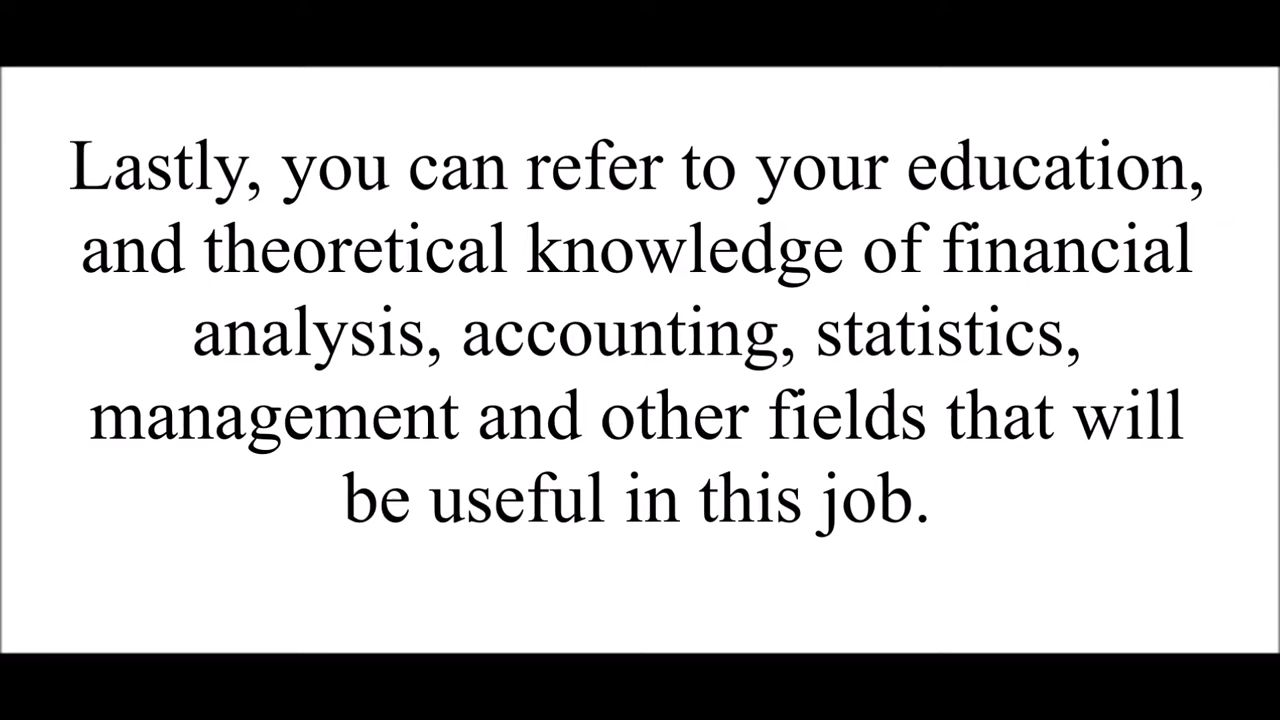 Lastly, you can refer to your education,
and theoretical knowledge of financial
analysis, accounting, statistics,
management and other fields that will
be useful in this job.